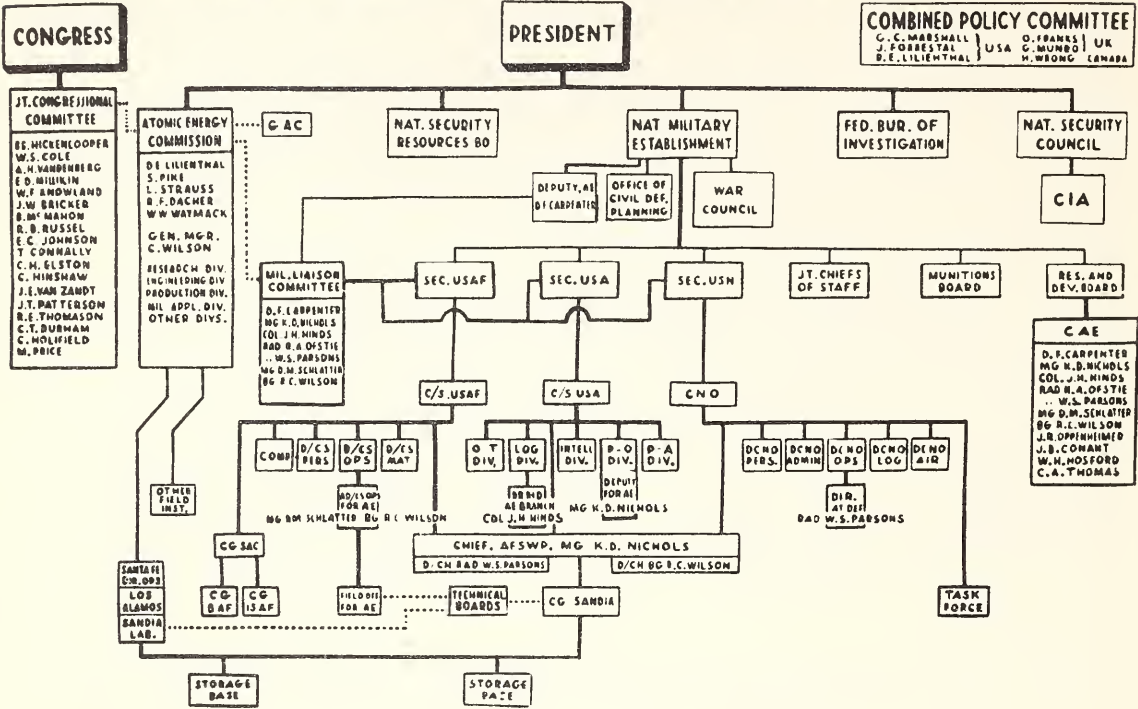 CONGRESS
PRESIDENT
COMBINED POLICY COMMITTEE
G. C. MARSHALL
J. FORRESTAL
D. E. LILIENTHAL
USA
O. FRANKS
G. MUNRO
UK
H. WRONG CANADA
JT. CONGRESSIONAL
COMMITTEE
W. S. COLE
A. H. VANDENBERG
E. D. MILLIKIN
W. F. KNOWLAND
J. W. BRICKER
B. McMAHON
R. B. RUSSEL
E. C. JOHNSON
T CONNALLY
C. H. ELSTON
C. HINSHAW
J. E. VAN ZANDT
J. T. PATTERSON
R. E. THOMASON
C. T. DURHAM
C. HOLIFIELD
M. PRICE
ATOMIC ENERGY
COMMISSION
D E LILIENTHAL
S. PIKE
L. STRAUSS
R. F. BACHER
W W WAYMACK
GEN. MGR.
C. WILSON
RESEARCH DIV.
ENGINEERING DIV
PRODUCTION DIV.
MIL APPL. DIV.
OTHER DIVS.
G A C
NAT. SECURITY
RESOURCES BD
NAT MILITARY
ESTABLISHMENT
FED. BUR. OF
INVESTIGATION
NAT. SECURITY
COUNCIL
CIA
DEPUTY, AE
D F CARPENTER
OFFICE OF
CIVIL DEF.
PLANNING
WAR
COUNCIL
MIL. LIAISON
COMMITTEE
D. F. CARPENTER
MG K. D. NICHOLS
COL J. H. HINDS
RAD R. A. OFSTIE
.. W. S. PARSONS
MG D. M. SCHLATTER
BG R. C. WILSON
SEC. USAF
SEC. USA
SEC. USN
JT. CHIEFS
OF STAFF
MUNITIONS
BOARD
RES. AND
DEV. BOARD
C A E
D. F. CARPENTER
MG K. D. NICHOLS
COL. J. H. HINDS
RAD R. A. OFSTIE
.. W. S. PARSONS
MG D. M. SCHLATTER
BG R. C. WILSON
J. R. OPPENHEIMER
J. B. CONANT
W. H. HOSFORD
C. A. THOMAS
C/S. USAF
C/S USA
CNO
COMP
D/CS
PERS
D/CS
OPS
D/CS
MAT
O T
DIV.
LOG
DIV.
INTELL
DIV.
P-O
DIV.
P-A
DIV.
DCNO
PERS.
DCNO
ADMIN
DCNO
OPS
DCNO
LOG
DCNO
AIR
OTHER
FIELD
INST.
FOR AE
MG D M SCHLATTER BG R C WILSON
AE BRANCH
COL J. H HINDS
DEPUTY
FOR AE
MG K. D. NICHOLS
DIR.
AT DEF
RAD W. S. PARSONS
CG SAC
CHIEF, AFSWP, MG K.D. NICHOLS
D/CH RAD W. S. PARSONS
D/CH BG R. C. WILSON
SANTA FE
DIR. OPS
LOS
ALAMOS
SANDIA
LAB.
CG
8 AF
CG
15 AF
FIELD OFF
FOR AE
TECHNICAL
BOARDS
CG SANDIA
TASK
FORCE
STORAGE
BASE
STORAGE
BASE